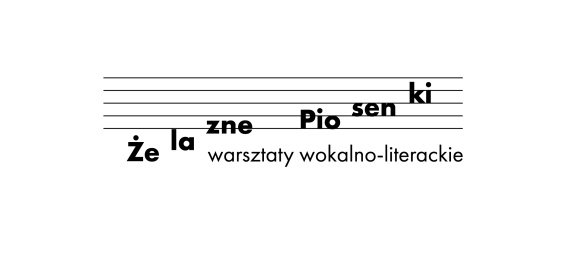 Że la zne Pio sen ki
warsztaty wokalno-literackie